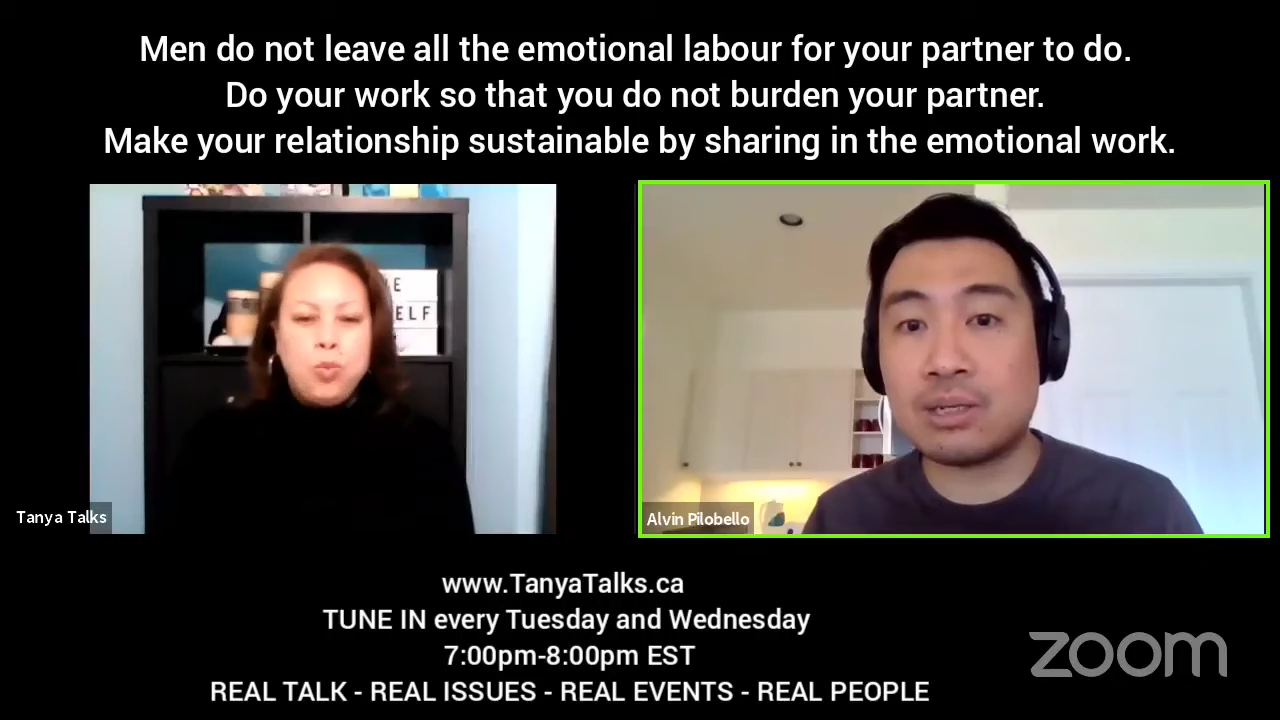 Men do not leave all the emotional labour for your partner to do.
Do your work so that you do not burden your partner.
Make your relationship sustainable by sharing in the emotional work.
ELF
Tanya Talks
Alvin Pilobello
www.TanyaTalks.ca
TUNE IN every Tuesday and Wednesday
7:00pm-8:00pm EST
REAL TALK - REAL ISSUES - REAL EVENTS - REAL PEOPLE
zoom